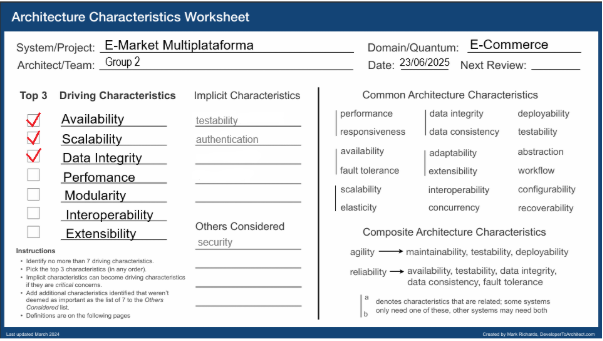 Architecture Characteristics Worksheet
System/Project: E-Market Multiplataforma
Domain/Quantum: E-Commerce
Architect/Team: Group 2
Date: 23/06/2025 Next Review:
Top 3 Driving Characteristics
Availability
Scalability
Data Integrity
Perfomance
Modularity
Interoperability
Extensibility
Instructions
• Identify no more than 7 driving characteristics.
• Pick the top 3 characteristics (in any order).
• Implicit characteristics can become driving characteristics
if they are critical concerns.
• Add additional characteristics identified that weren't
deemed as important as the list of 7 to the Others
Considered list.
• Definitions are on the following pages
Implicit Characteristics
testability
authentication
Others Considered
security
Common Architecture Characteristics
performance data integrity deployability
responsiveness data consistency testability
availability adaptability abstraction
fault tolerance extensibility workflow
scalability interoperability configurability
elasticity concurrency recoverability
Composite Architecture Characteristics
agility → maintainability, testability, deployability
reliability → availability, testability, data integrity,
data consistency, fault tolerance
a denotes characteristics that are related; some systems
b only need one of these, other systems may need both
Last updated March 2024
Created by Mark Richards, DeveloperToArchitect.com